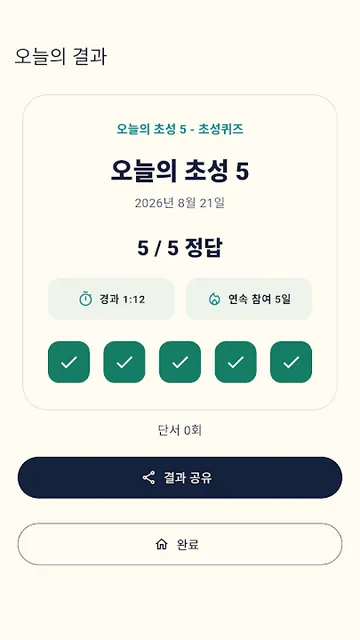 오늘의 결과
오늘의 초성 5 - 초성퀴즈
오늘의 초성 5
2026년 8월 21일
5 / 5 정답
경과 1:12
연속 참여 5일
단서 0회
결과 공유
완료